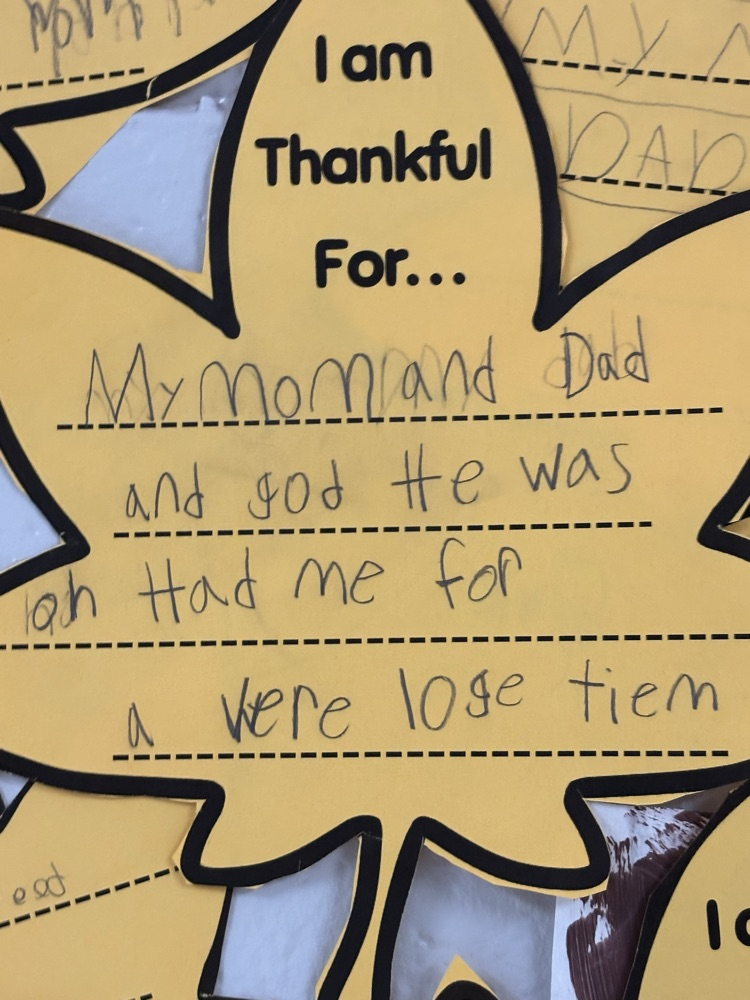 I am
Thankful
For...
MY
DAD
My Mom and Dad
and god He was
Had me for
a vere loge tiem
I